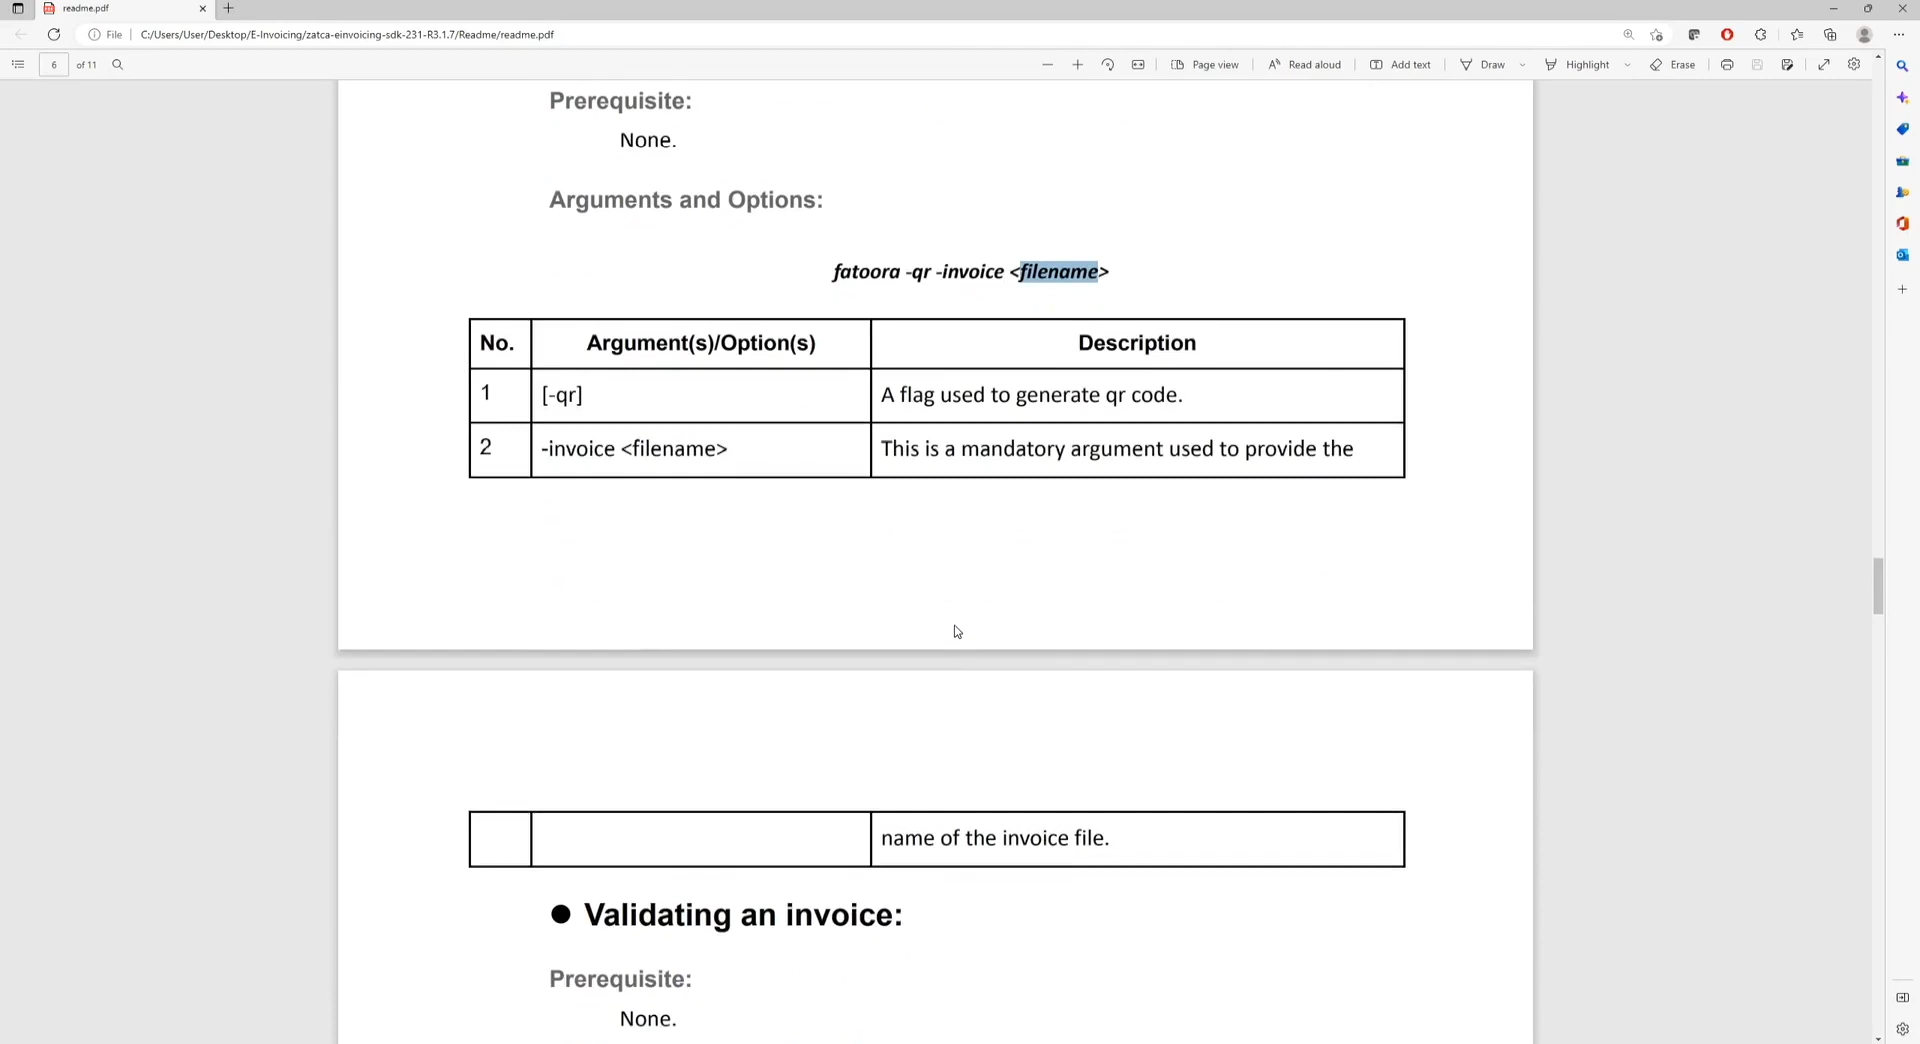 readme.pdf
File
C:/Users/User/Desktop/E-Invoicing/zatca-einvoicing-sdk-231-R3.1.7/Readme/readme.pdf
6 of 11
Page view
Read aloud
Add text
Draw
Highlight
Erase
Prerequisite:
None.
Arguments and Options:
fatoora -qr -invoice <filename>
No. Argument(s)/Option(s) Description
1 [-qr] A flag used to generate qr code.
2 -invoice <filename> This is a mandatory argument used to provide the
name of the invoice file.
● Validating an invoice:
Prerequisite:
None.